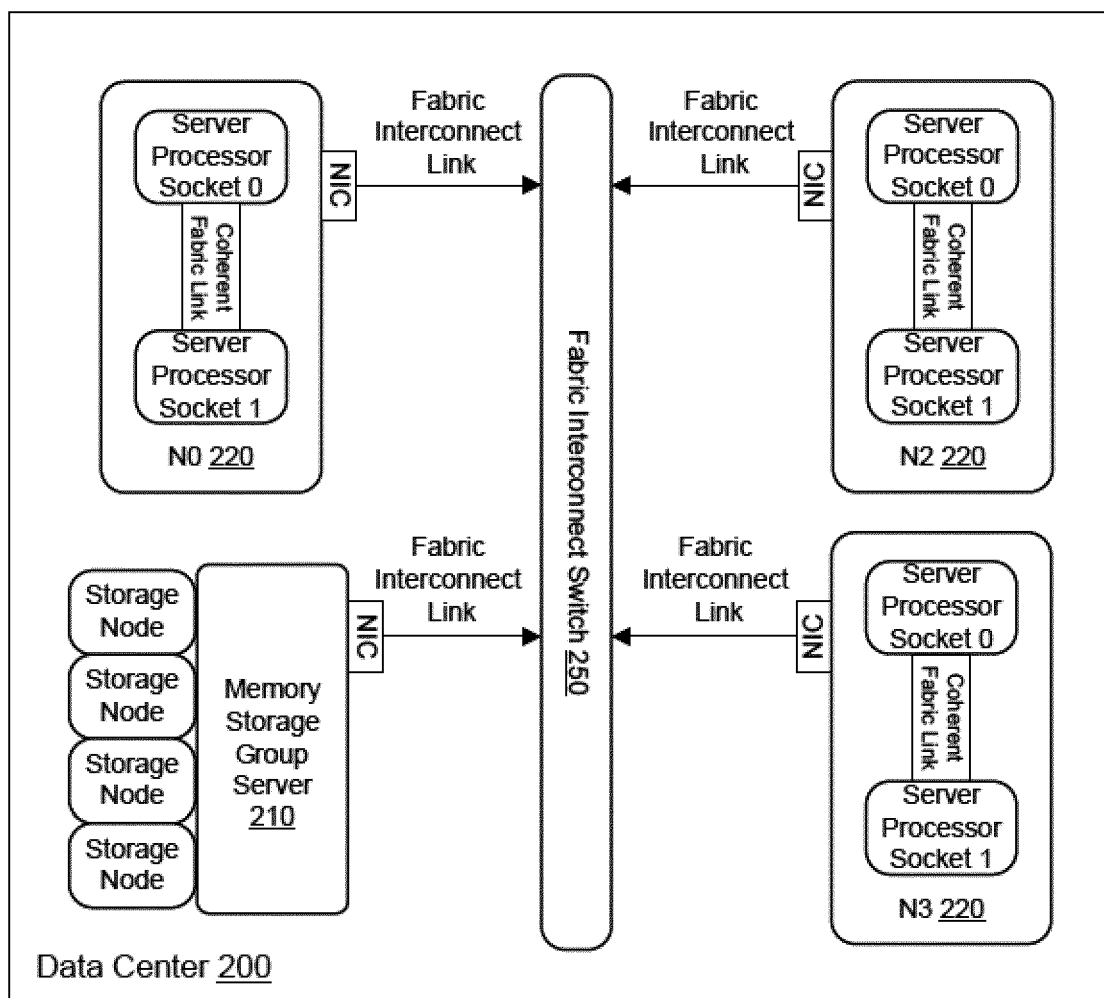 Server
Processor
Socket 0
Coherent
Fabric Link
Server
Processor
Socket 1
N0 220
NIC
Fabric
Interconnect
Link
Fabric Interconnect Switch 250
Fabric
Interconnect
Link
NIC
Server
Processor
Socket 0
Coherent
Fabric Link
Server
Processor
Socket 1
N2 220
Storage
Node
Storage
Node
Storage
Node
Storage
Node
Memory
Storage
Group
Server
210
NIC
Fabric
Interconnect
Link
Fabric
Interconnect
Link
NIC
Server
Processor
Socket 0
Coherent
Fabric Link
Server
Processor
Socket 1
N3 220
Data Center 200